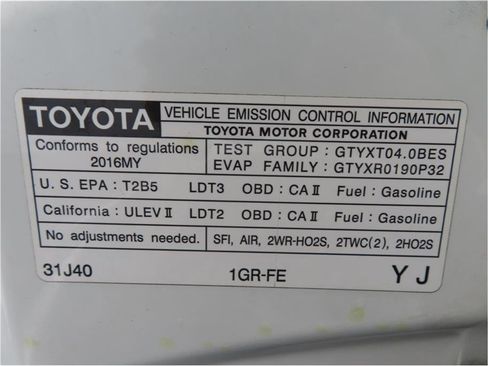 TOYOTA VEHICLE EMISSION CONTROL INFORMATION
TOYOTA MOTOR CORPORATION
Conforms to regulations
2016MY
TEST GROUP : GTYXT04.0BES
EVAP FAMILY : GTYXR0190P32
U. S. EPA : T2B5 LDT3 OBD : CA II Fuel : Gasoline
California : ULEV II LDT2 OBD : CA II Fuel : Gasoline
No adjustments needed. SFI, AIR, 2WR-HO2S, 2TWC(2), 2HO2S
31J40 1GR-FE Y J